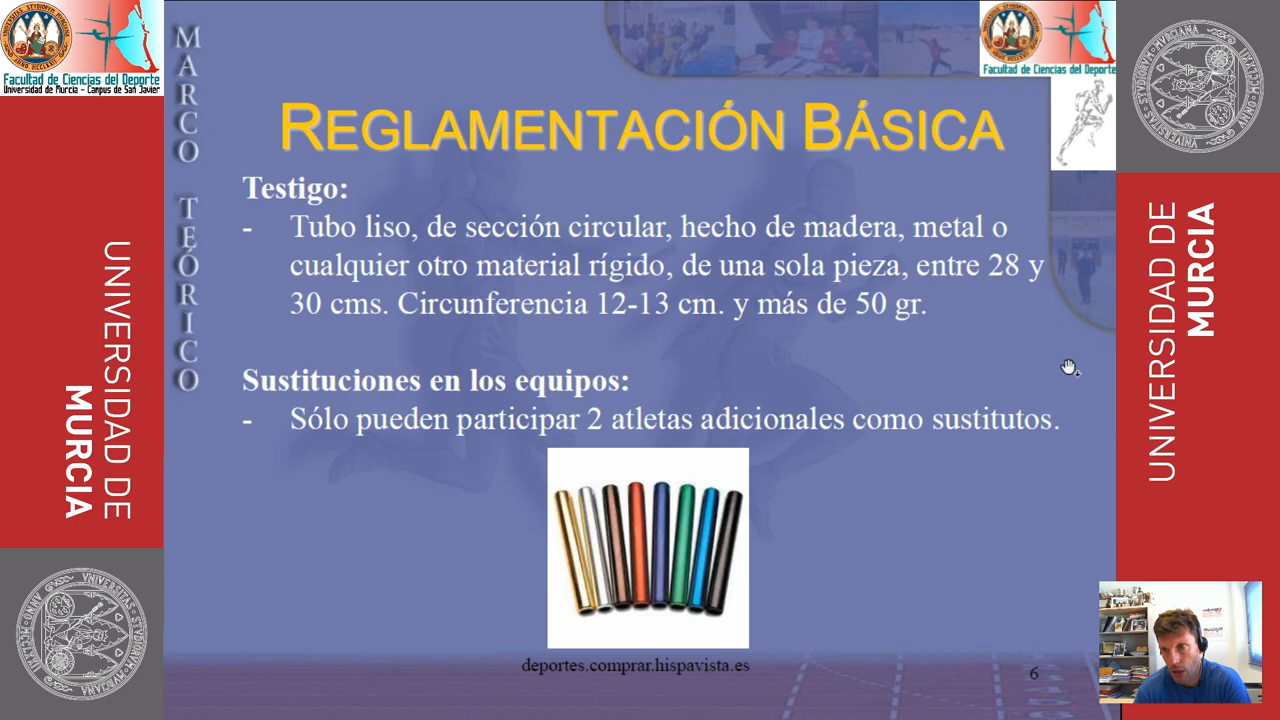 Facultad de Ciencias del Deporte
Universidad de Murcia - Campus de San Javier
MARCO TEÓRICO
Facultad de Ciencias del Deporte
REGLAMENTACIÓN BÁSICA
Testigo:
- Tubo liso, de sección circular, hecho de madera, metal o
cualquier otro material rígido, de una sola pieza, entre 28 y
30 cms. Circunferencia 12-13 cm. y más de 50 gr.
Sustituciones en los equipos:
- Sólo pueden participar 2 atletas adicionales como sustitutos.
deportes.comprar.hispavista.es
6
UNIVERSIDAD DE
MURCIA
UNIVERSIDAD DE
MURCIA